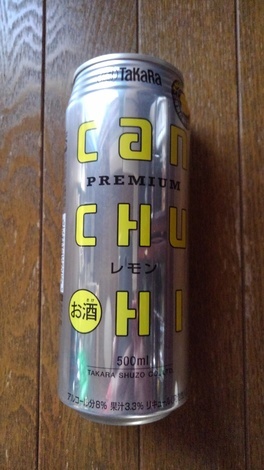 TaKaRa
can
PREMIUM
CHU
レモン
お酒 HI
500ml
TAKARA SHUZO CO., LTD.
アルコール分8% 果汁3.3%